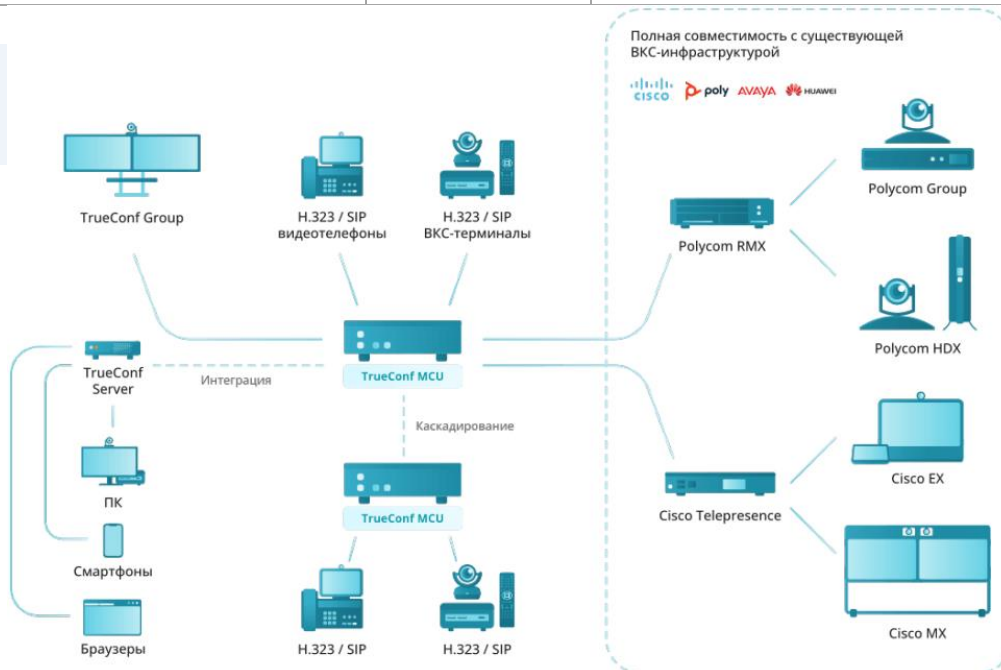 Полная совместимость с существующей
ВКС-инфраструктурой
CISCO poly AVAYA HUAWEI
TrueConf Group
H.323 / SIP
видеотелефоны
H.323 / SIP
ВКС-терминалы
Polycom RMX
Polycom Group
Polycom HDX
TrueConf MCU
TrueConf
Server
Интеграция
Каскадирование
ПК
TrueConf MCU
Cisco Telepresence
Cisco EX
Смартфоны
Cisco MX
Браузеры
H.323 / SIP
H.323 / SIP